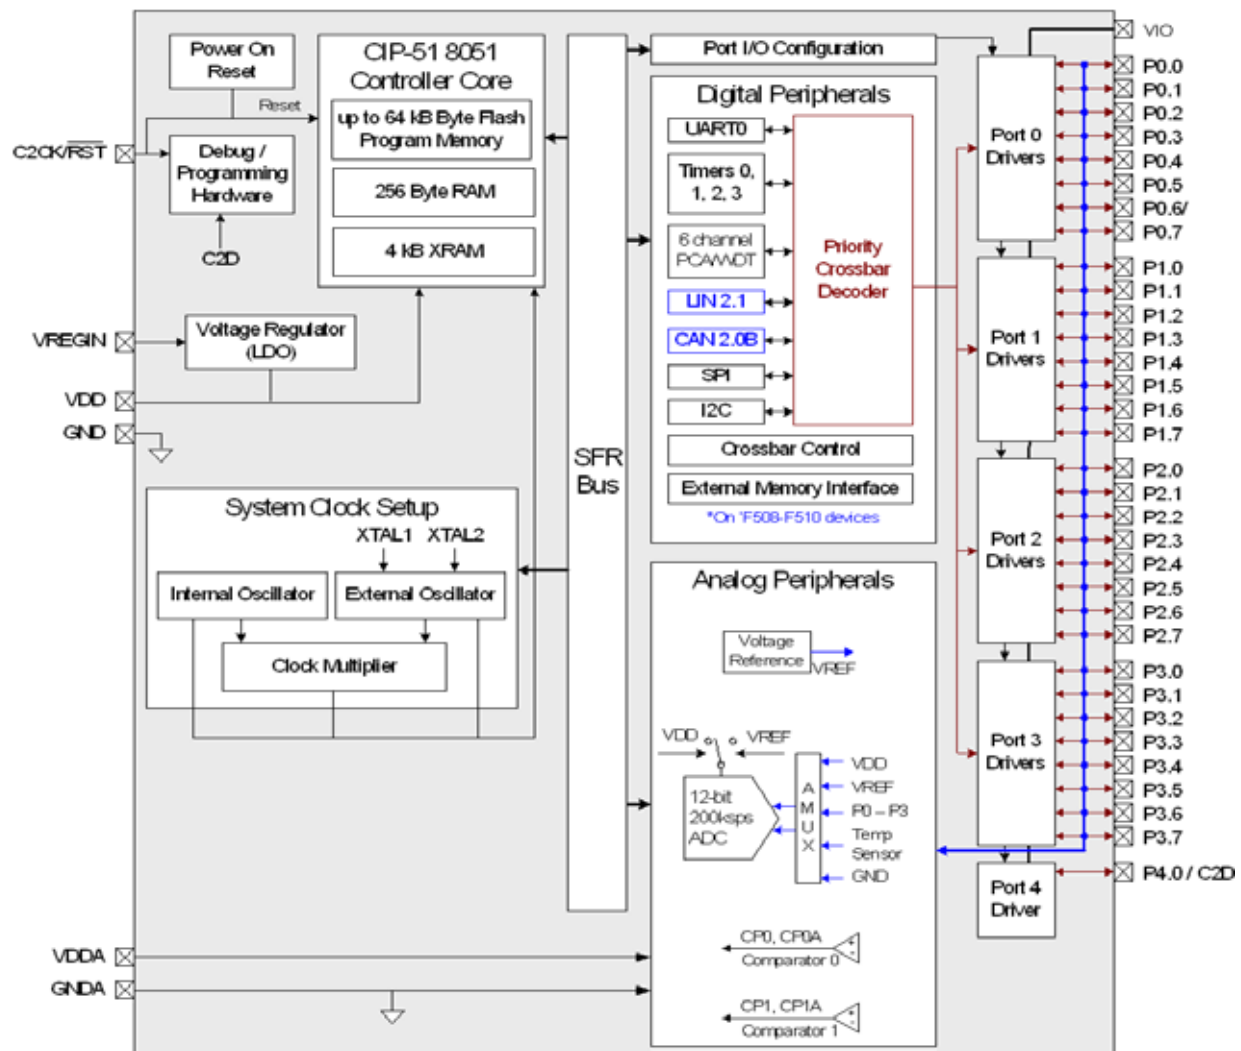 Power On
Reset
Reset
C2CK/RST
Debug /
Programming
Hardware
C2D
CIP-51 8051
Controller Core
up to 64 kB Byte Flash
Program Memory
256 Byte RAM
4 kB XRAM
VREGIN
Voltage Regulator
(LDO)
VDD
GND
System Clock Setup
XTAL1 XTAL2
Internal Oscillator
External Oscillator
Clock Multiplier
VDDA
GNDA
SFR
Bus
Port I/O Configuration
Digital Peripherals
UART0
Timers 0,
1, 2, 3
6 channel
PCA/WDT
LIN 2.1
CAN 2.0B
SPI
I2C
Priority
Crossbar
Decoder
Crossbar Control
External Memory Interface
*On 'F508-F510 devices
Analog Peripherals
Voltage
Reference
VREF
VDD
VREF
12-bit
200ksps
ADC
A
M
U
X
VDD
VREF
P0 – P3
Temp
Sensor
GND
CP0, CP0A
Comparator 0
CP1, CP1A
Comparator 1
Port 0
Drivers
Port 1
Drivers
Port 2
Drivers
Port 3
Drivers
Port 4
Driver
VIO
P0.0
P0.1
P0.2
P0.3
P0.4
P0.5
P0.6/
P0.7
P1.0
P1.1
P1.2
P1.3
P1.4
P1.5
P1.6
P1.7
P2.0
P2.1
P2.2
P2.3
P2.4
P2.5
P2.6
P2.7
P3.0
P3.1
P3.2
P3.3
P3.4
P3.5
P3.6
P3.7
P4.0 / C2D
+
-
+
-